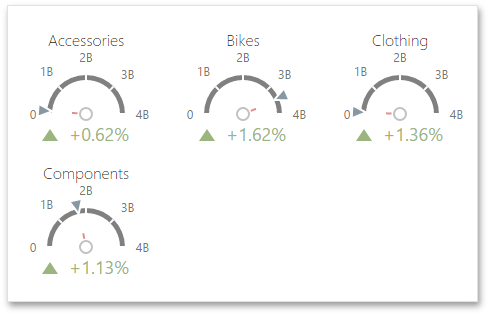 Accessories Bikes Clothing
2B 2B 2B
1B 3B 1B 3B 1B 3B
0 4B 0 4B 0 4B
+0.62% +1.62% +1.36%
Components
2B
1B 3B
0 4B
+1.13%